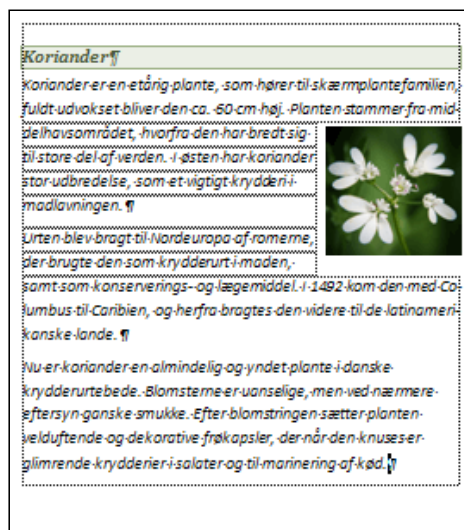 Koriander¶
Koriander·er·en·etårig·plante,·som·hører·til·skærmplantefamilien,
fuldt·udvokset·bliver·den·ca.·60·cm·høj.·Planten·stammer·fra·mid-
delhavsområdet,·hvorfra·den·har·bredt·sig·
til·store·del·af·verden.·I·østen·har·koriander
stor·udbredelse,·som·et·vigtigt·krydderi·i·
madlavningen.·¶
Urten·blev·bragt·til·Nordeuropa·af·romerne,
der·brugte·den·som·krydderurt·i·maden,·
samt·som·konserverings-·og·lægemiddel.·I·1492·kom·den·med·Co-
lumbus·til·Caribien,·og·herfra·bragtes·den·videre·til·de·latinameri-
kanske·lande.·¶
Nu·er·koriander·en·almindelig·og·yndet·plante·i·danske·
krydderurtebede.·Blomsterne·er·uanselige,·men·ved·nærmere·
eftersyn·ganske·smukke.·Efter·blomstringen·sætter·planten·
velduftende·og·dekorative·frøkapsler,·der·når·den·knuses·er·
glimrende·krydderier·i·salater·og·til·marinering·af·kød.¶